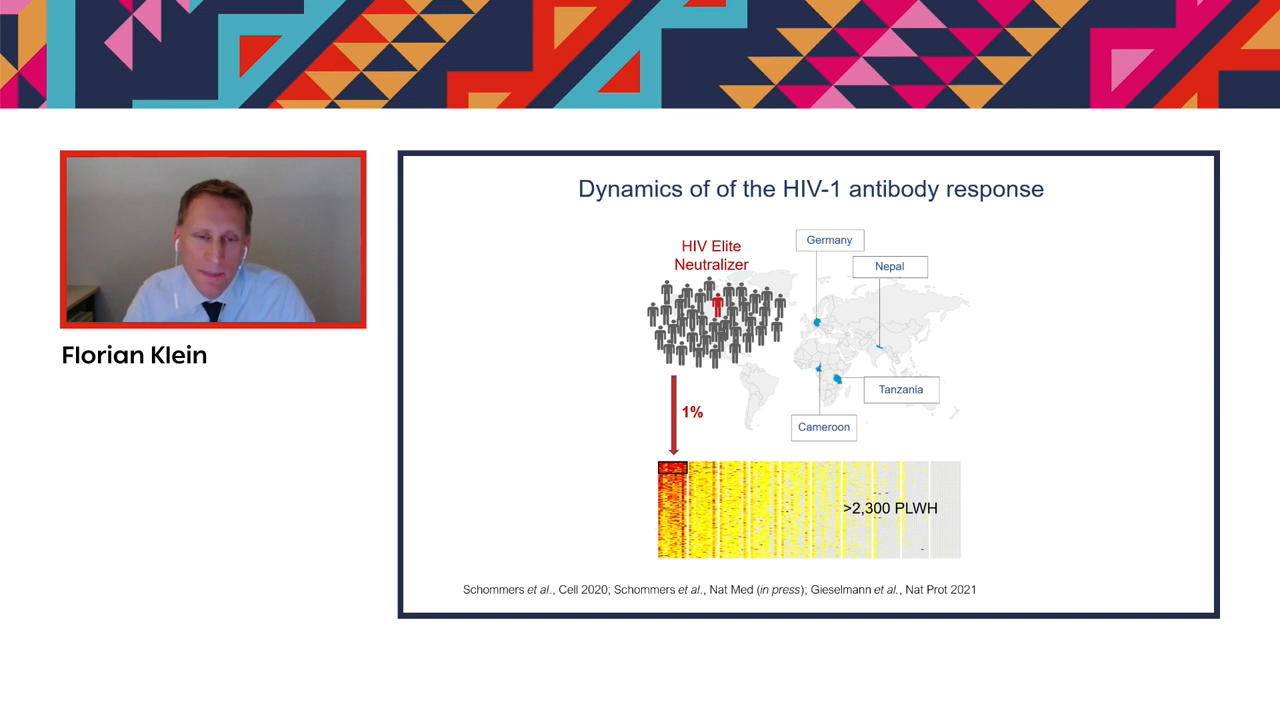 Dynamics of of the HIV-1 antibody response
HIV Elite
Neutralizer
Germany
Nepal
Tanzania
Cameroon
1%
>2,300 PLWH
Schommers et al., Cell 2020; Schommers et al., Nat Med (in press); Gieselmann et al., Nat Prot 2021
Florian Klein